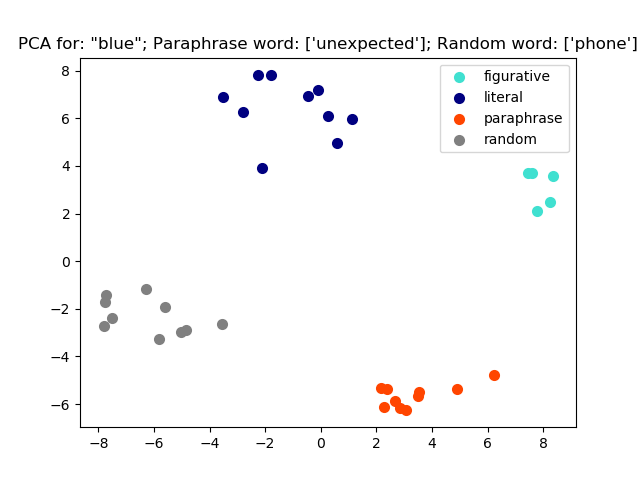 PCA for: "blue"; Paraphrase word: ['unexpected']; Random word: ['phone']
figurative
literal
paraphrase
random
8
6
4
2
0
−2
−4
−6
−8 −6 −4 −2 0 2 4 6 8